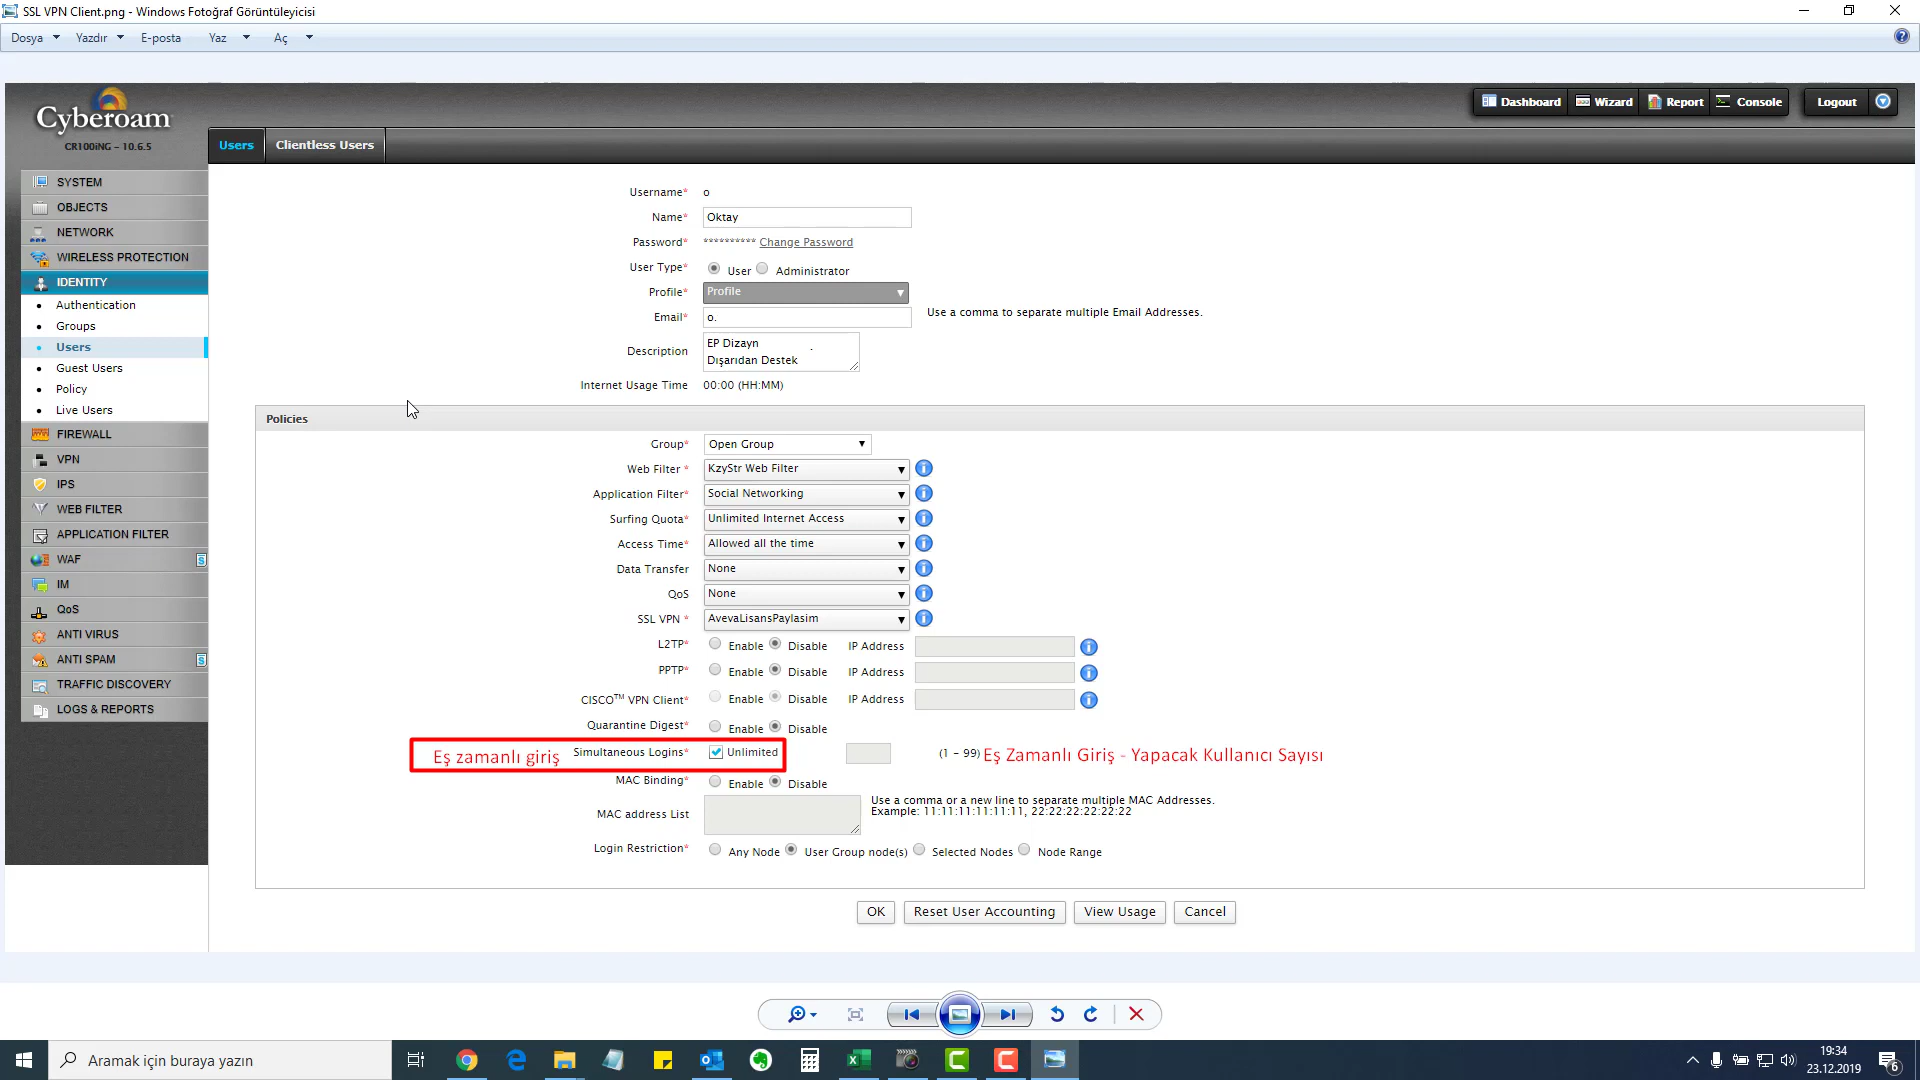 SSL VPN Client.png - Windows Fotoğraf Görüntüleyicisi
Dosya Yazdır E-posta Yaz Aç
Cyberoam
CR100iNG - 10.6.5
Dashboard Wizard Report Console Logout
Users Clientless Users
SYSTEM
OBJECTS
NETWORK
WIRELESS PROTECTION
IDENTITY
Authentication
Groups
Users
Guest Users
Policy
Live Users
FIREWALL
VPN
IPS
WEB FILTER
APPLICATION FILTER
WAF
IM
QoS
ANTI VIRUS
ANTI SPAM
TRAFFIC DISCOVERY
LOGS & REPORTS
Username* o
Name* Oktay
Password* ********** Change Password
User Type* User Administrator
Profile* Profile
Email* o. Use a comma to separate multiple Email Addresses.
Description EP Dizayn
Dışarıdan Destek
Internet Usage Time 00:00 (HH:MM)
Policies
Group* Open Group
Web Filter * KzyStr Web Filter
Application Filter* Social Networking
Surfing Quota* Unlimited Internet Access
Access Time* Allowed all the time
Data Transfer None
QoS None
SSL VPN * AvevaLisansPaylasim
L2TP* Enable Disable IP Address
PPTP* Enable Disable IP Address
CISCO™ VPN Client* Enable Disable IP Address
Quarantine Digest* Enable Disable
Eş zamanlı giriş Simultaneous Logins* Unlimited (1 - 99) Eş Zamanlı Giriş - Yapacak Kullanıcı Sayısı
MAC Binding* Enable Disable
MAC address List Use a comma or a new line to separate multiple MAC Addresses.
Example: 11:11:11:11:11:11, 22:22:22:22:22:22
Login Restriction* Any Node User Group node(s) Selected Nodes Node Range
OK Reset User Accounting View Usage Cancel
Aramak için buraya yazın
19:34
23.12.2019
6